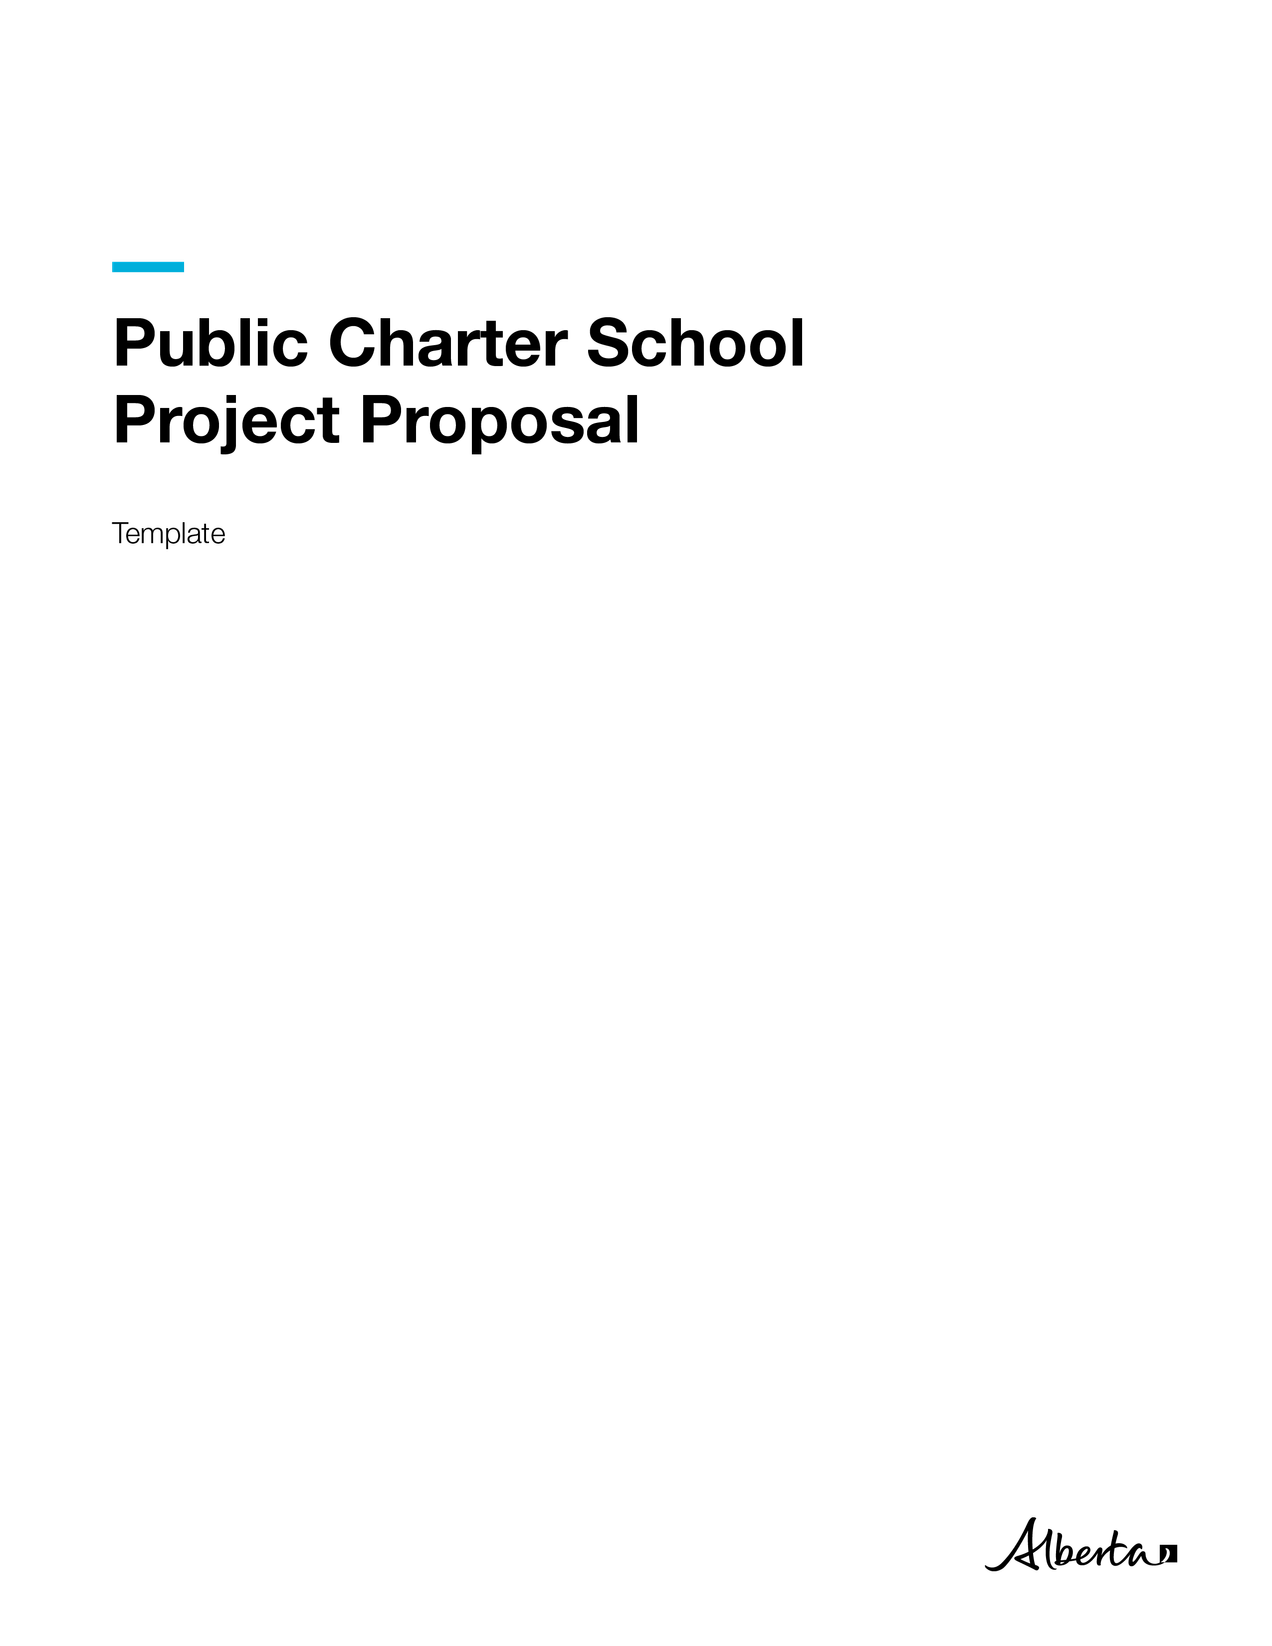 Public Charter School
Project Proposal
Template
Alberta